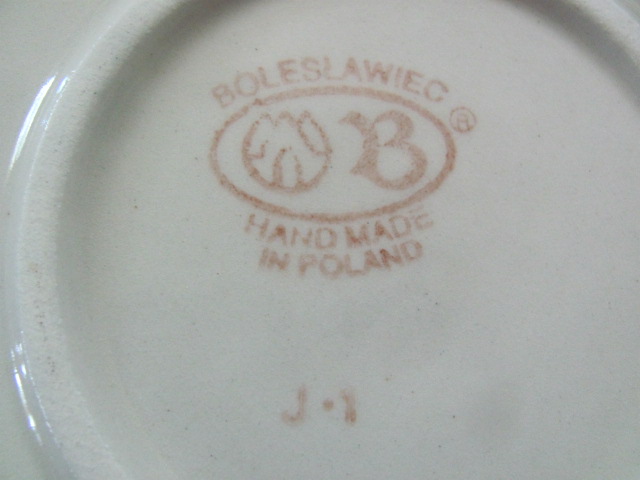 BOLESLAWIEC ®
B
HAND MADE
IN POLAND
J·1